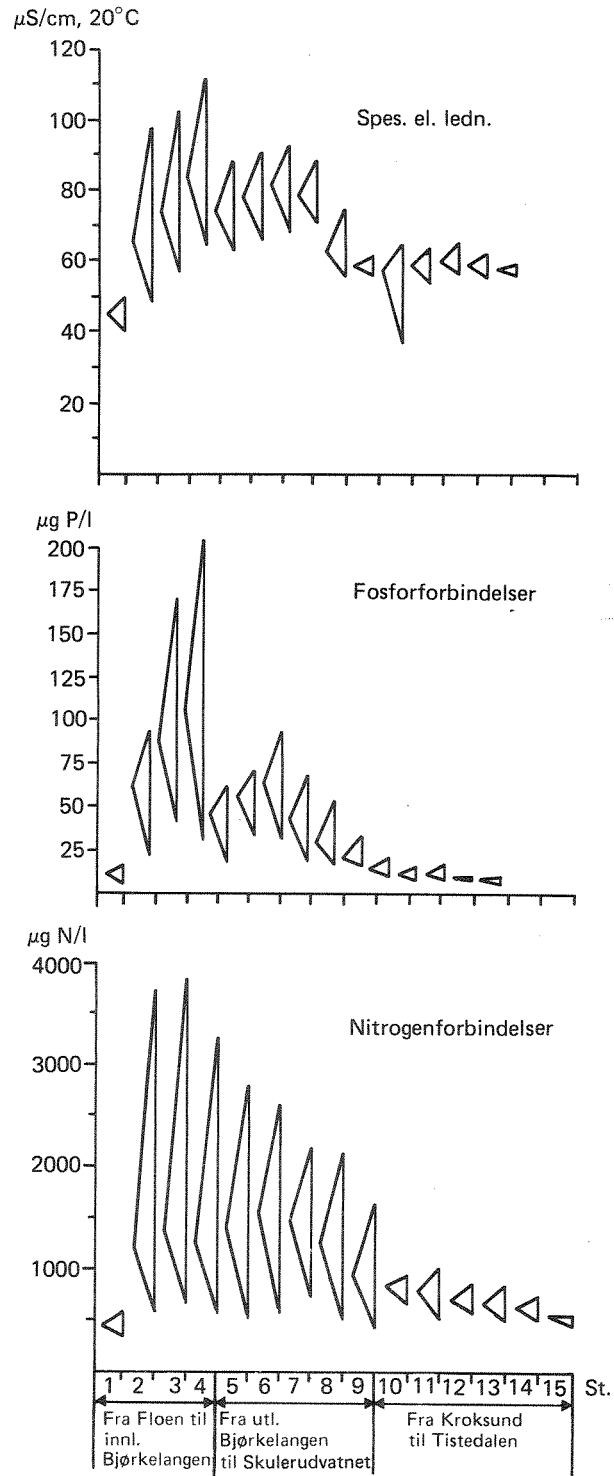 µS/cm, 20°C
120
100
80
60
40
20
Spes. el. ledn.
µg P/l
200
175
150
125
100
75
50
25
Fosforforbindelser
µg N/l
4000
3000
2000
1000
Nitrogenforbindelser
1 2 3 4 5 6 7 8 9 10 11 12 13 14 15 St.
Fra Floen til
innl.
Bjørkelangen
Fra utl.
Bjørkelangen
til Skulerudvatnet
Fra Kroksund
til Tistedalen